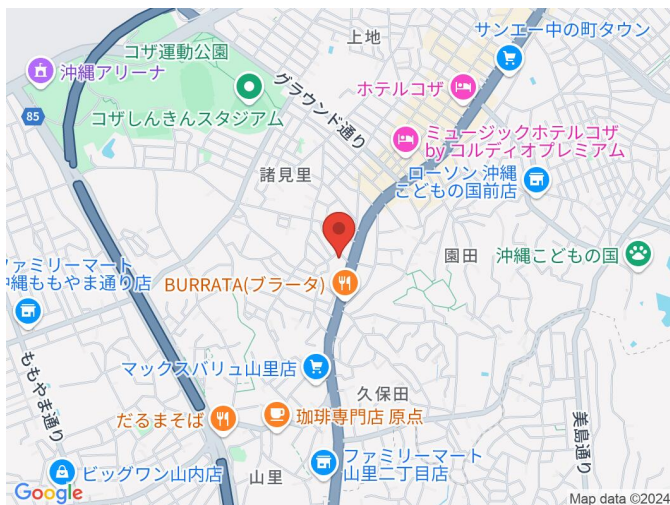 サンエー中の町タウン
上地
コザ運動公園
沖縄アリーナ
ホテルコザ
グラウンド通り
85
コザしんきんスタジアム
ミュージックホテルコザ
by コルディオプレミアム
ローソン 沖縄
こどもの国前店
諸見里
園田
沖縄こどもの国
ファミリーマート
沖縄ももやま通り店
BURRATA(ブラータ)
マックスバリュ山里店
久保田
ももやま通り
だるまそば
珈琲専門店 原点
美島通り
ビッグワン山内店
山里
ファミリーマート
山里二丁目店
Google
Map data ©2024